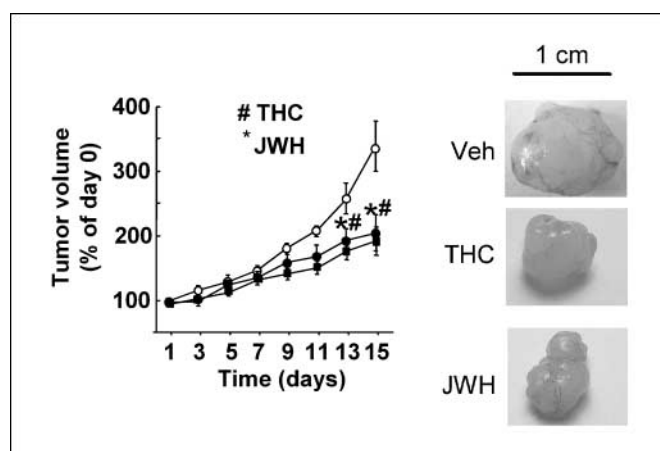 1 cm
400
# THC
* JWH
300
200
100
*# *#
1 3 5 7 9 11 13 15
Time (days)
Tumor volume
(% of day 0)
Veh
THC
JWH